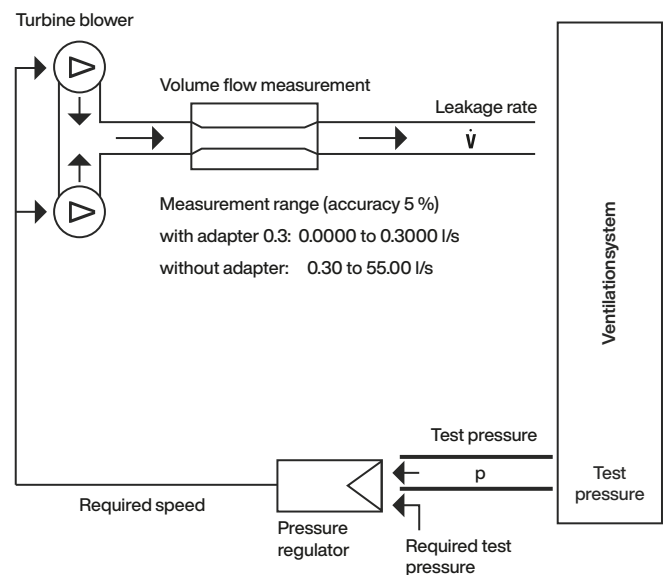 Turbine blower
Volume flow measurement
Leakage rate
V̇
Measurement range (accuracy 5 %)
with adapter 0.3: 0.0000 to 0.3000 l/s
without adapter: 0.30 to 55.00 l/s
Ventilationsystem
Test pressure
p
Test
pressure
Required speed
Pressure
regulator
Required test
pressure